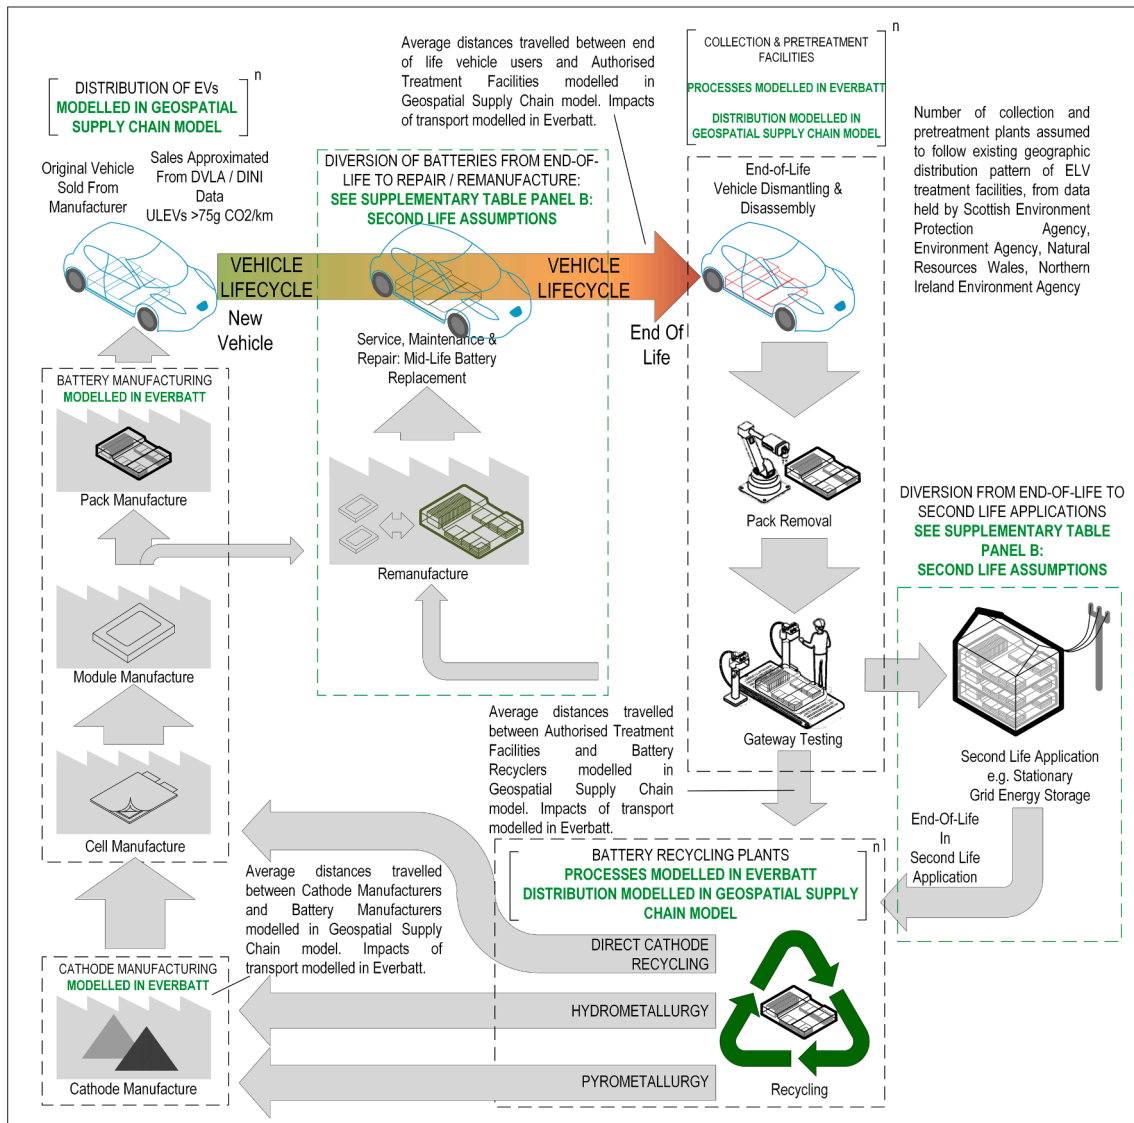 DISTRIBUTION OF EVs
MODELLED IN GEOSPATIAL
SUPPLY CHAIN MODEL
n
Original Vehicle
Sold From
Manufacturer
Sales Approximated
From DVLA / DINI
Data
ULEVs >75g CO2/km
Average distances travelled between end
of life vehicle users and Authorised
Treatment Facilities modelled in
Geospatial Supply Chain model. Impacts
of transport modelled in Everbatt.
DIVERSION OF BATTERIES FROM END-OF-
LIFE TO REPAIR / REMANUFACTURE:
SEE SUPPLEMENTARY TABLE PANEL B:
SECOND LIFE ASSUMPTIONS
n
COLLECTION & PRETREATMENT
FACILITIES
PROCESSES MODELLED IN EVERBATT
DISTRIBUTION MODELLED IN
GEOSPATIAL SUPPLY CHAIN MODEL
End-of-Life
Vehicle Dismantling &
Disassembly
Number of collection and
pretreatment plants assumed
to follow existing geographic
distribution pattern of ELV
treatment facilities, from data
held by Scottish Environment
Protection Agency,
Environment Agency, Natural
Resources Wales, Northern
Ireland Environment Agency
VEHICLE
LIFECYCLE
VEHICLE
LIFECYCLE
New
Vehicle
End Of
Life
Service, Maintenance &
Repair: Mid-Life Battery
Replacement
BATTERY MANUFACTURING
MODELLED IN EVERBATT
Pack Manufacture
Remanufacture
Module Manufacture
Cell Manufacture
Pack Removal
Gateway Testing
DIVERSION FROM END-OF-LIFE TO
SECOND LIFE APPLICATIONS
SEE SUPPLEMENTARY TABLE
PANEL B:
SECOND LIFE ASSUMPTIONS
Second Life Application
e.g. Stationary
Grid Energy Storage
End-Of-Life
In
Second Life
Application
Average distances travelled
between Authorised Treatment
Facilities and Battery
Recyclers modelled in
Geospatial Supply Chain
model. Impacts of transport
modelled in Everbatt.
n
BATTERY RECYCLING PLANTS
PROCESSES MODELLED IN EVERBATT
DISTRIBUTION MODELLED IN GEOSPATIAL SUPPLY
CHAIN MODEL
Average distances travelled
between Cathode Manufacturers
and Battery Manufacturers
modelled in Geospatial Supply
Chain model. Impacts of
transport modelled in Everbatt.
CATHODE MANUFACTURING
MODELLED IN EVERBATT
Cathode Manufacture
DIRECT CATHODE
RECYCLING
HYDROMETALLURGY
PYROMETALLURGY
Recycling